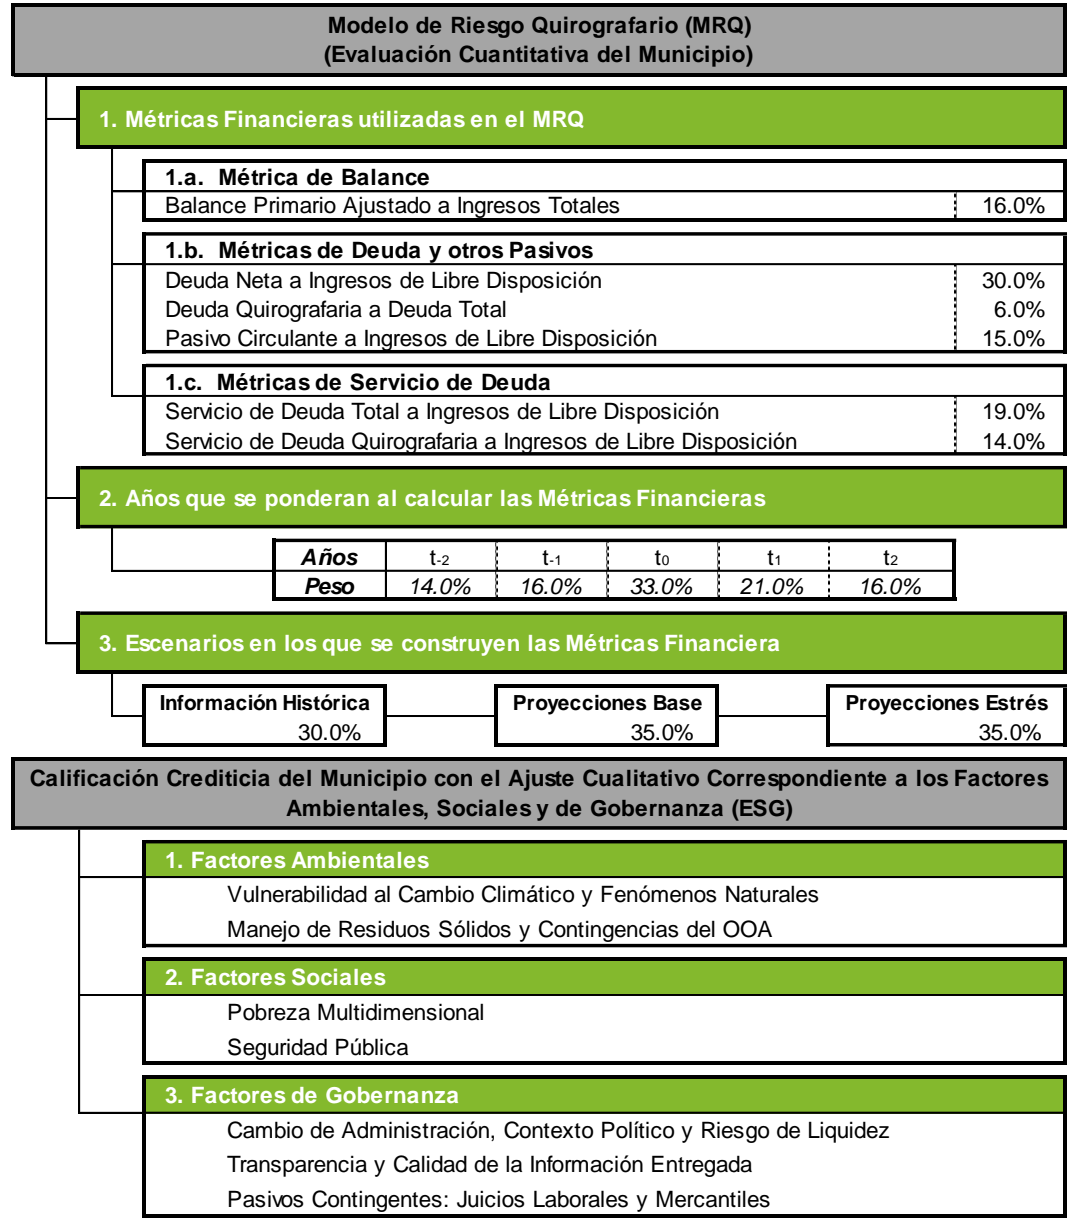 Modelo de Riesgo Quirografario (MRQ)
(Evaluación Cuantitativa del Municipio)
1. Métricas Financieras utilizadas en el MRQ
1.a. Métrica de Balance
Balance Primario Ajustado a Ingresos Totales 16.0%
1.b. Métricas de Deuda y otros Pasivos
Deuda Neta a Ingresos de Libre Disposición 30.0%
Deuda Quirografaria a Deuda Total 6.0%
Pasivo Circulante a Ingresos de Libre Disposición 15.0%
1.c. Métricas de Servicio de Deuda
Servicio de Deuda Total a Ingresos de Libre Disposición 19.0%
Servicio de Deuda Quirografaria a Ingresos de Libre Disposición 14.0%
2. Años que se ponderan al calcular las Métricas Financieras
Años t-2 t-1 t0 t1 t2
Peso 14.0% 16.0% 33.0% 21.0% 16.0%
3. Escenarios en los que se construyen las Métricas Financiera
Información Histórica Proyecciones Base Proyecciones Estrés
30.0% 35.0% 35.0%
Calificación Crediticia del Municipio con el Ajuste Cualitativo Correspondiente a los Factores
Ambientales, Sociales y de Gobernanza (ESG)
1. Factores Ambientales
Vulnerabilidad al Cambio Climático y Fenómenos Naturales
Manejo de Residuos Sólidos y Contingencias del OOA
2. Factores Sociales
Pobreza Multidimensional
Seguridad Pública
3. Factores de Gobernanza
Cambio de Administración, Contexto Político y Riesgo de Liquidez
Transparencia y Calidad de la Información Entregada
Pasivos Contingentes: Juicios Laborales y Mercantiles